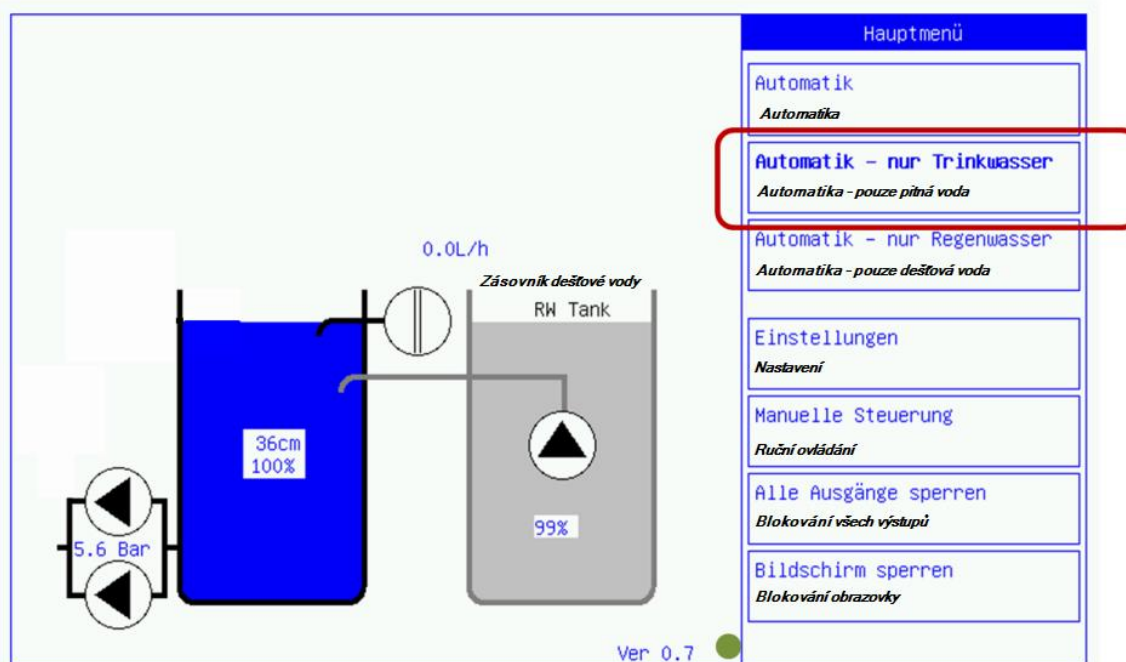 Hauptmenü
Automatik
Automatika
Automatik - nur Trinkwasser
Automatika - pouze pitná voda
Automatik - nur Regenwasser
Automatika - pouze dešťová voda
Einstellungen
Nastavení
Manuelle Steuerung
Ruční ovládání
Alle Ausgänge sperren
Blokování všech výstupů
Bildschirm sperren
Blokování obrazovky
0.0L/h
Zásovník dešťové vody
RW Tank
36cm
100%
99%
5.6 Bar
Ver 0.7